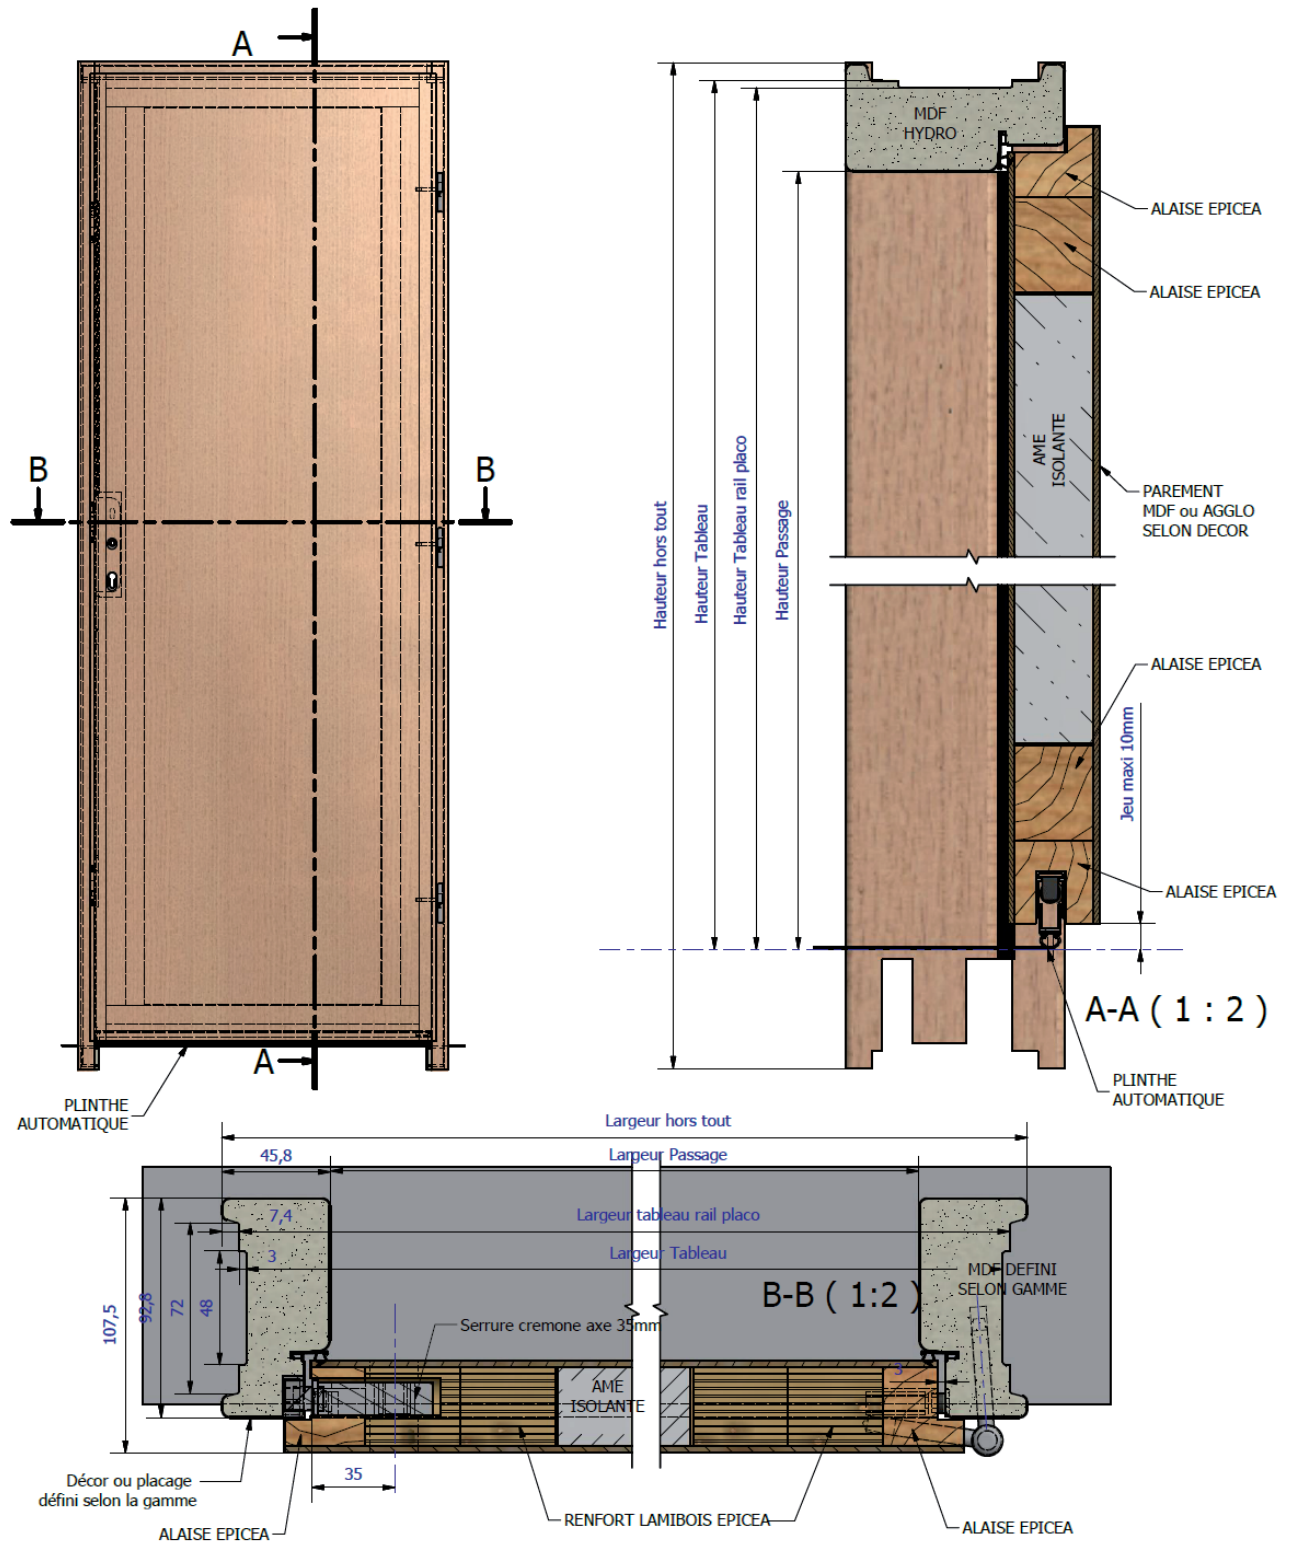 A
B
B
A
PLINTHE
AUTOMATIQUE
MDF
HYDRO
ALAISE EPICEA
ALAISE EPICEA
AME
ISOLANTE
PAREMENT
MDF ou AGGLO
SELON DECOR
Hauteur hors tout
Hauteur Tableau
Hauteur Tableau rail placo
Hauteur Passage
ALAISE EPICEA
Jeu maxi 10mm
ALAISE EPICEA
A-A ( 1 : 2 )
PLINTHE
AUTOMATIQUE
Largeur hors tout
45,8
Largeur Passage
7,4
Largeur tableau rail placo
3
Largeur Tableau
MDF DEFINI
SELON GAMME
B-B ( 1:2 )
107,5
92,8
72
48
Serrure cremone axe 35mm
3
AME
ISOLANTE
35
Décor ou placage
défini selon la gamme
ALAISE EPICEA
RENFORT LAMIBOIS EPICEA
ALAISE EPICEA